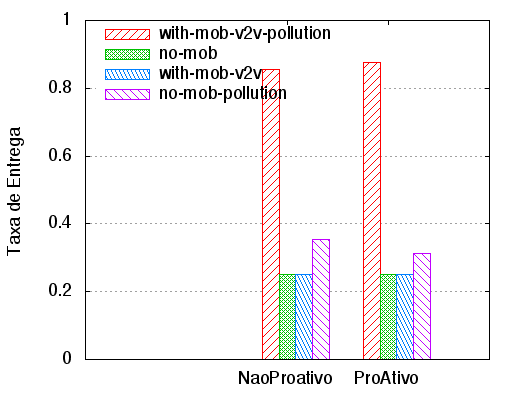 1
0.8
0.6
0.4
0.2
0
Taxa de Entrega
with-mob-v2v-pollution
no-mob
with-mob-v2v
no-mob-pollution
NaoProativo
ProAtivo